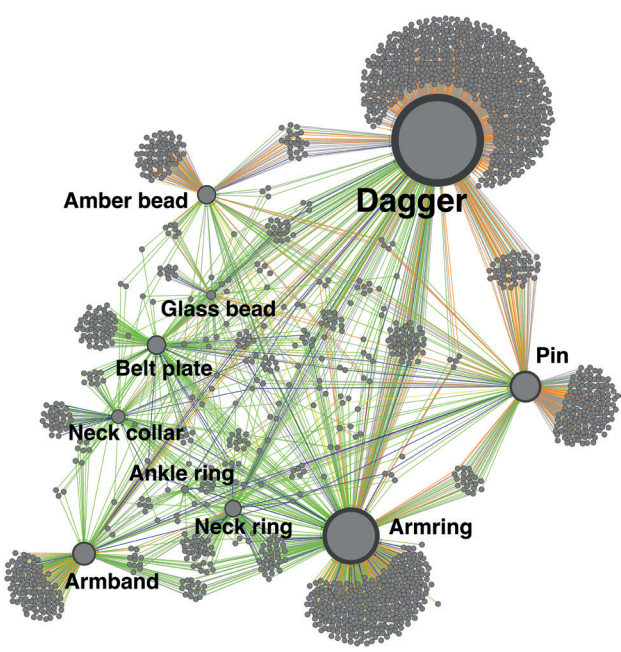 Amber bead
Dagger
Glass bead
Belt plate
Pin
Neck collar
Ankle ring
Neck ring
Armring
Armband